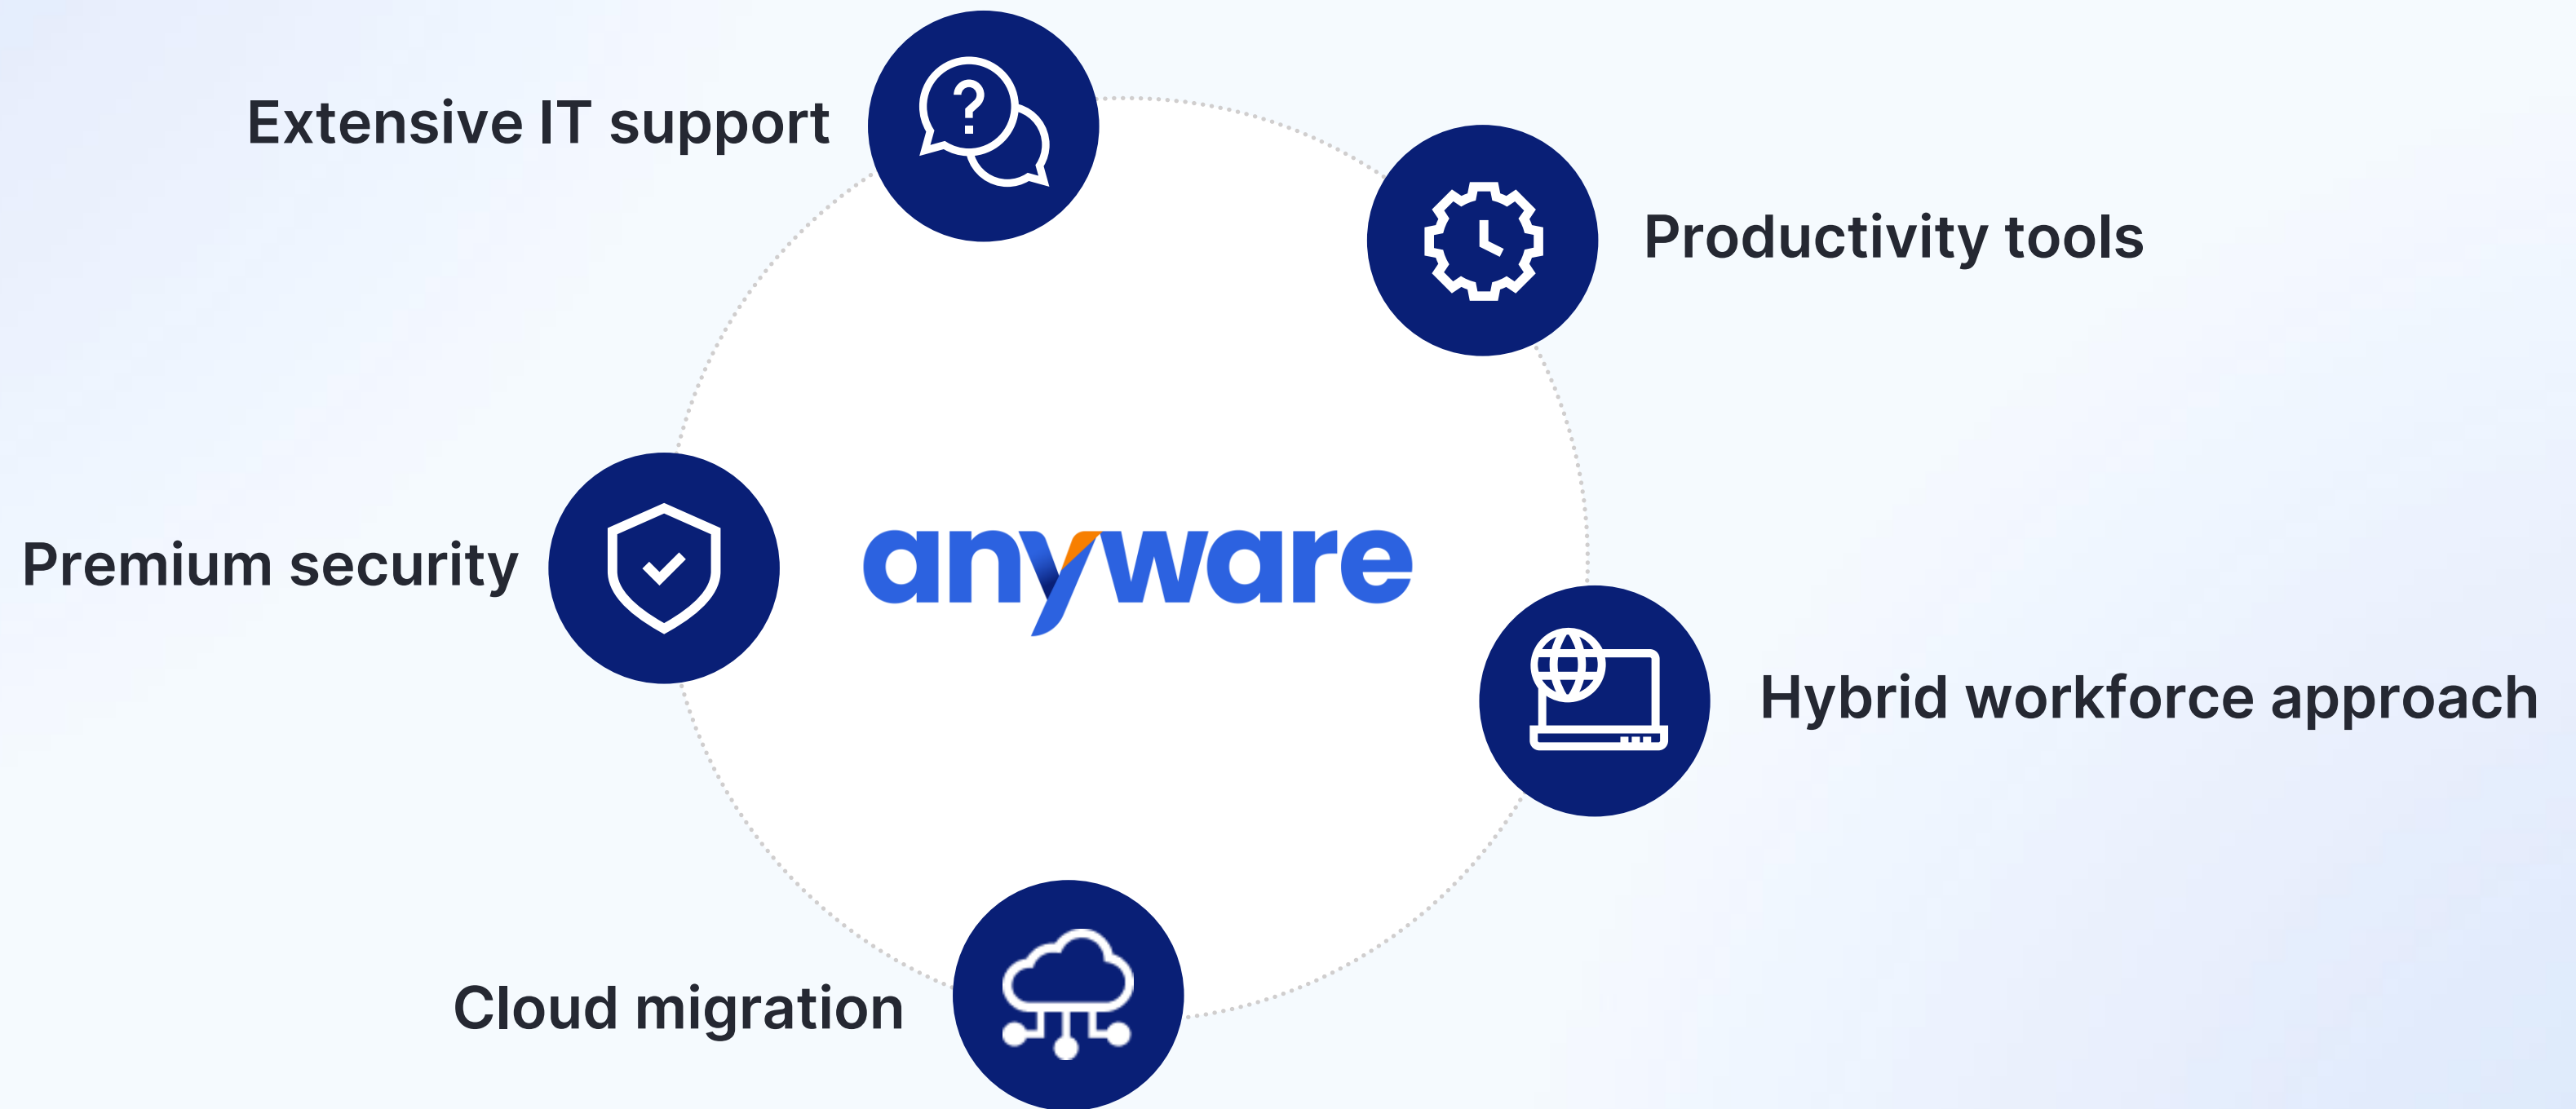 Extensive IT support
Productivity tools
Premium security
anyware
Hybrid workforce approach
Cloud migration